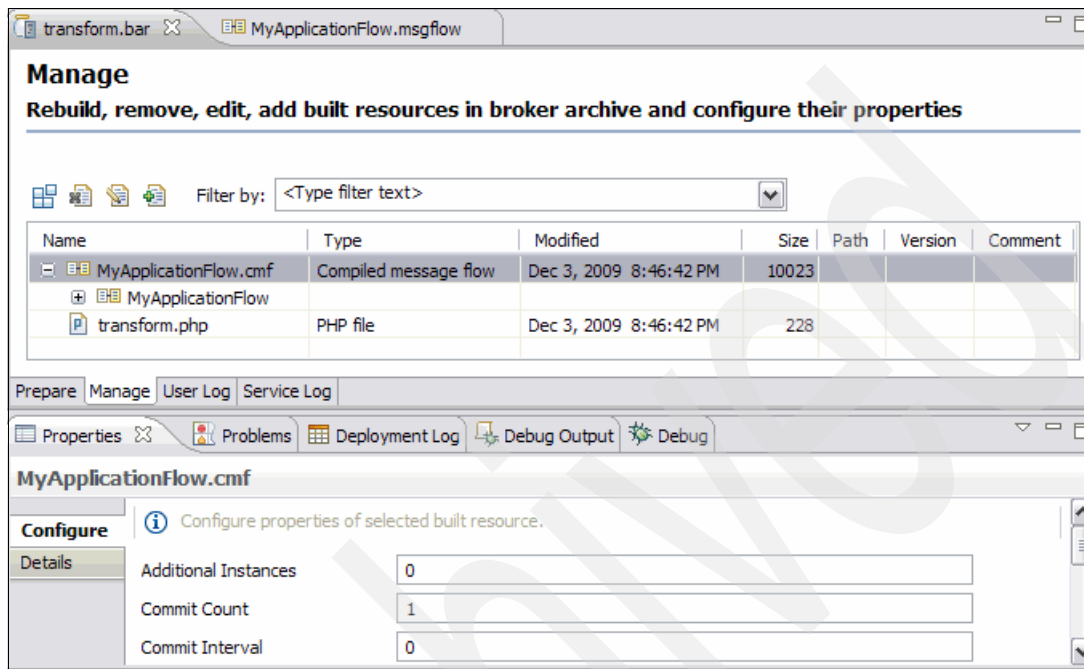 transform.bar MyApplicationFlow.msgflow
Manage
Rebuild, remove, edit, add built resources in broker archive and configure their properties
Filter by: <Type filter text>
Name Type Modified Size Path Version Comment
MyApplicationFlow.cmf Compiled message flow Dec 3, 2009 8:46:42 PM 10023
MyApplicationFlow
transform.php PHP file Dec 3, 2009 8:46:42 PM 228
Prepare Manage User Log Service Log
Properties Problems Deployment Log Debug Output Debug
MyApplicationFlow.cmf
Configure Configure properties of selected built resource.
Details
Additional Instances 0
Commit Count 1
Commit Interval 0